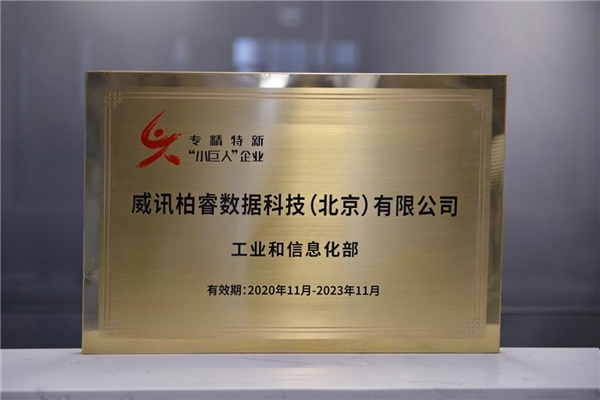 专精特新
“小巨人”企业
威讯柏睿数据科技(北京)有限公司
工业和信息化部
有效期:2020年11月-2023年11月